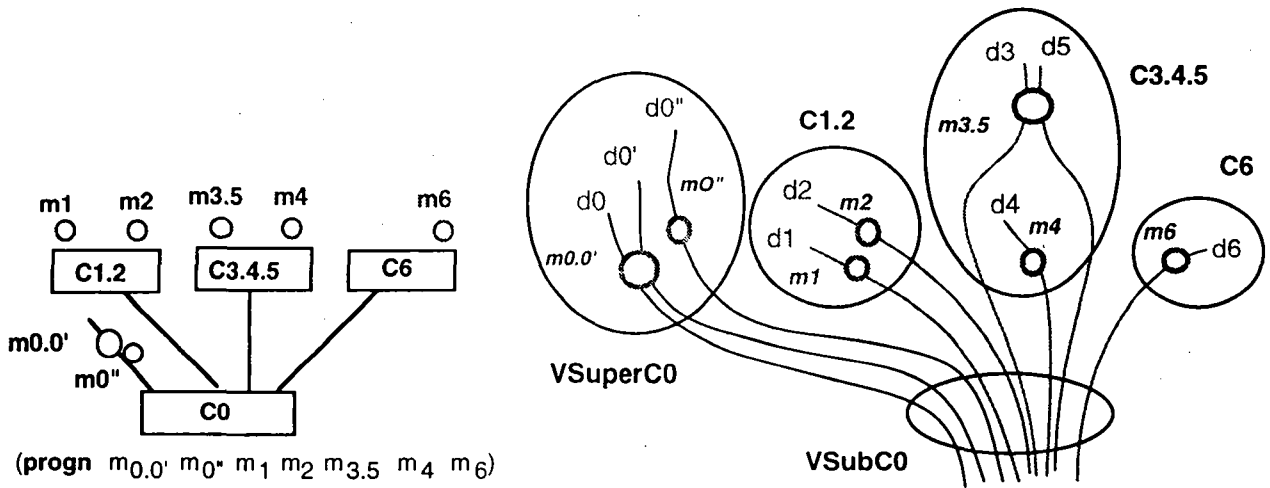 m1 m2 m3.5 m4 m6
C1.2 C3.4.5 C6
m0.0'
m0"
C0
(progn m0.0' m0" m1 m2 m3.5 m4 m6)
d3 d5
C3.4.5
m3.5
d4
m4
d0"
d0'
d0
m0"
m0.0'
VSuperC0
C1.2
d2 m2
d1
m1
C6
m6 d6
VSubC0